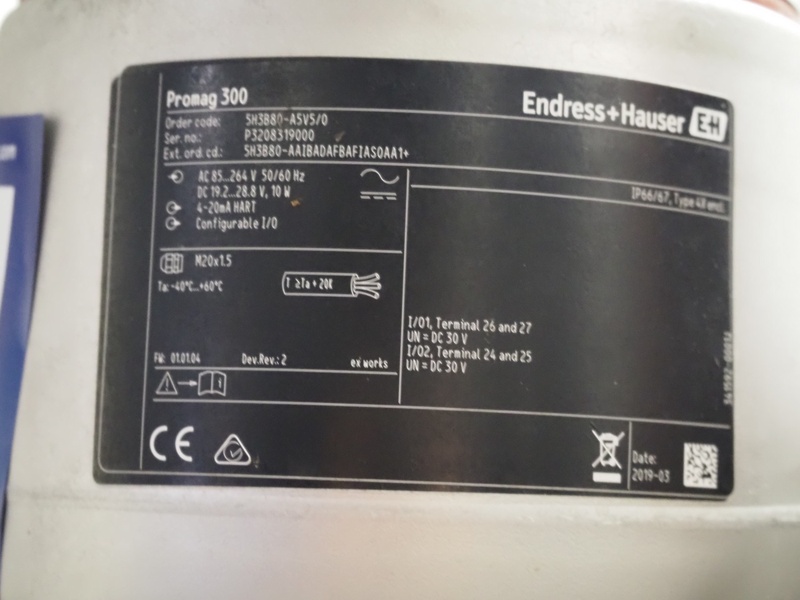 Promag 300
Endress+Hauser EH
Order code: 5H3B80-A5V5/0
Ser. no.: P3208319000
Ext. ord. cd.: 5H3B80-AAIBADAFBAFIAS0AA1+
AC 85...264 V 50/60 Hz
DC 19.2...28.8 V, 10 W
4-20mA HART
Configurable I/O
IP66/67, Type 4X encl.
M20x1.5
Ta: -40°C...+60°C
T ≥Ta + 20K
I/O1, Terminal 26 and 27
UN = DC 30 V
I/O2, Terminal 24 and 25
UN = DC 30 V
FW: 01.01.04 Dev.Rev.: 2 ex works
i
CE
Date:
2019-03